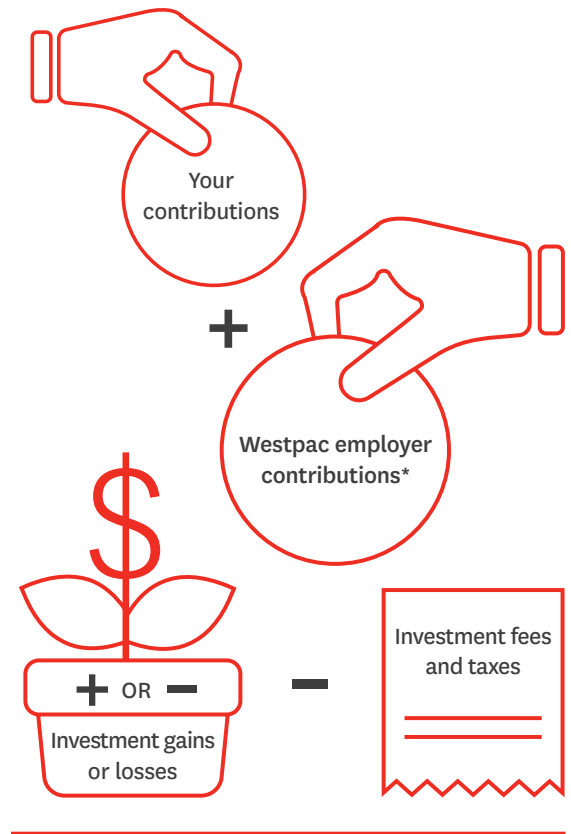 Your
contributions
+
Westpac employer
contributions*
$
+ OR −
Investment gains
or losses
−
Investment fees
and taxes